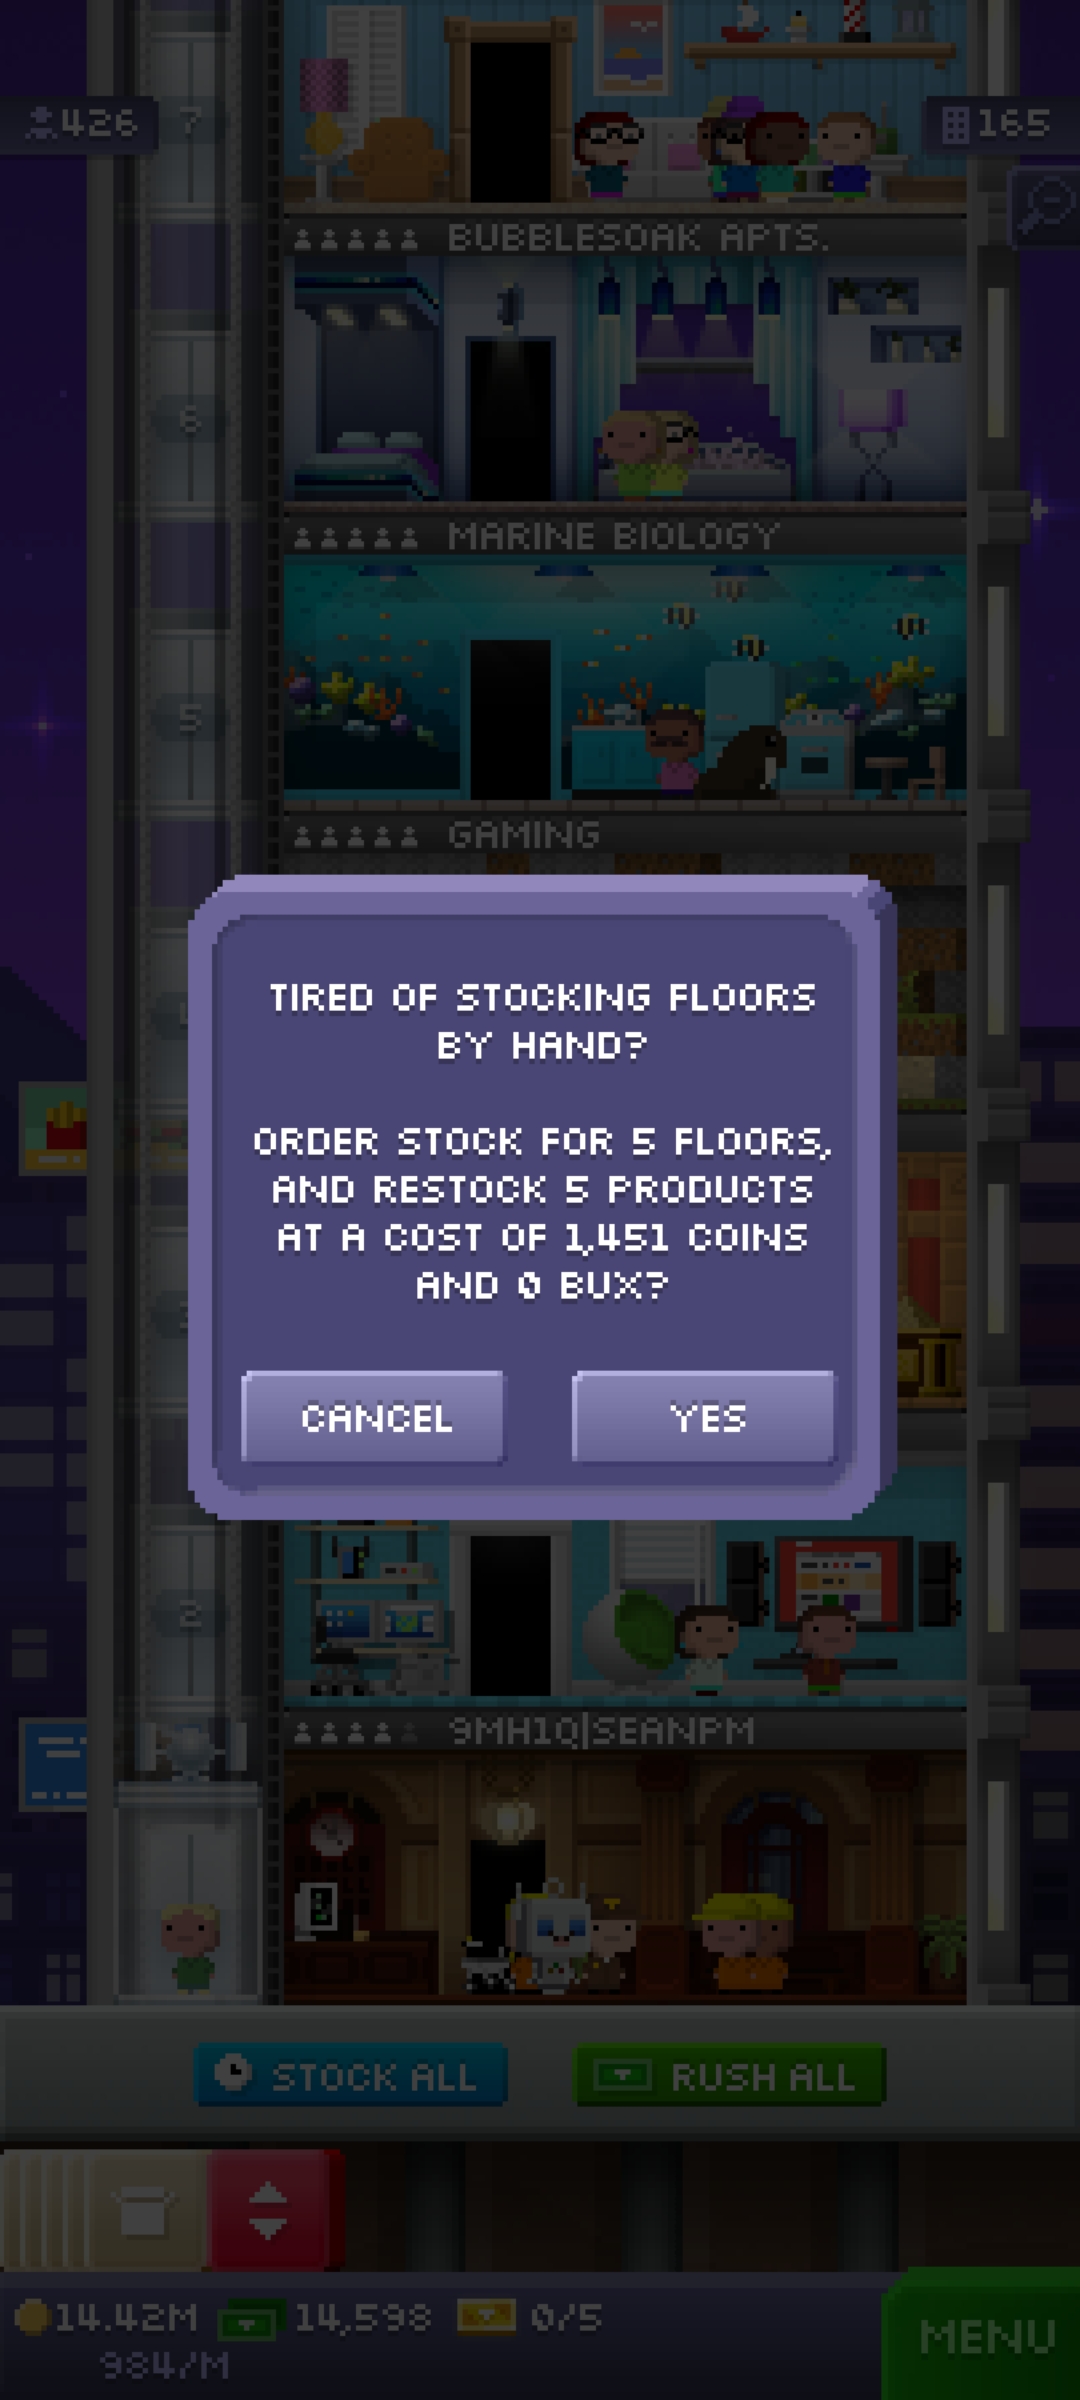 426
7
165
BUBBLESOAK APTS.
6
MARINE BIOLOGY
5
GAMING
TIRED OF STOCKING FLOORS
BY HAND?
ORDER STOCK FOR 5 FLOORS,
AND RESTOCK 5 PRODUCTS
AT A COST OF 1,451 COINS
AND 0 BUX?
CANCEL
YES
2
9MH1Q|SEANPM
STOCK ALL
RUSH ALL
14.42M
14,598
0/5
984/M
MENU